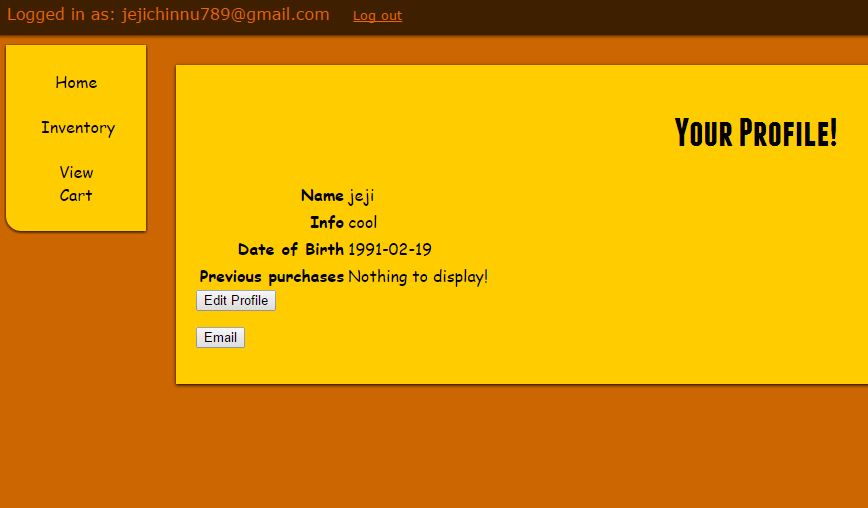 Logged in as: jejichinnu789@gmail.com Log out
Home
Inventory
View
Cart
Your Profile!
Name jeji
Info cool
Date of Birth 1991-02-19
Previous purchases Nothing to display!
Edit Profile
Email